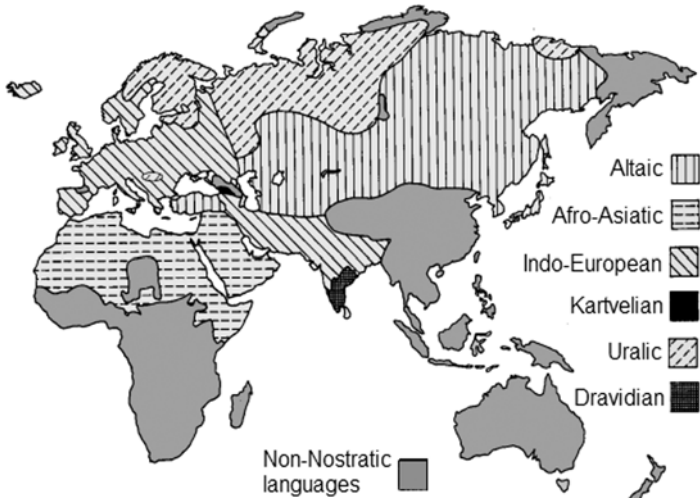 Altaic
Afro-Asiatic
Indo-European
Kartvelian
Uralic
Dravidian
Non-Nostratic
languages